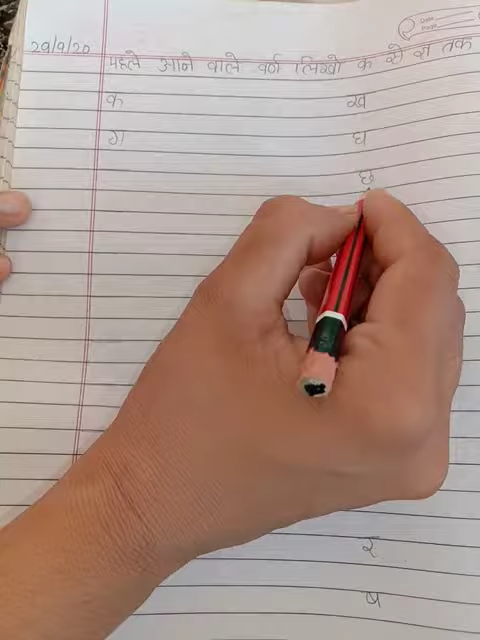 29/9/20
पहले आने वाले वर्ण लिखो क से स तक
क ख
ग घ
छ
र
ष